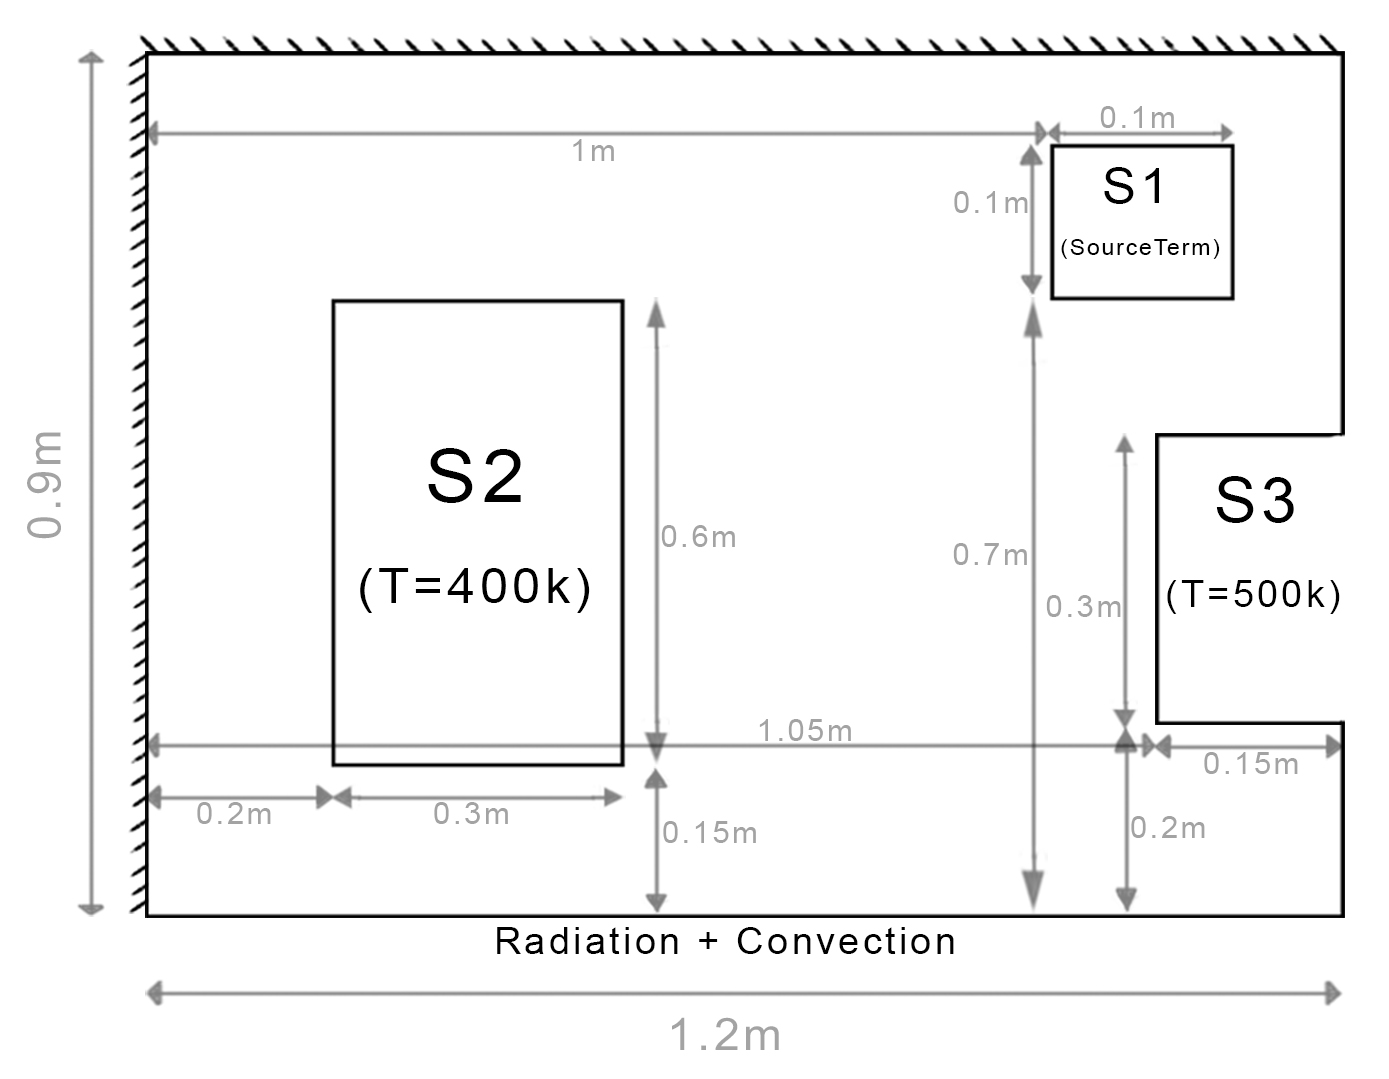 0.1m
1m
S1
0.1m
(SourceTerm)
S2
0.9m
S3
0.6m
0.7m
(T=400k)
0.3m
(T=500k)
1.05m
0.15m
0.2m
0.3m
0.15m
0.2m
Radiation + Convection
1.2m